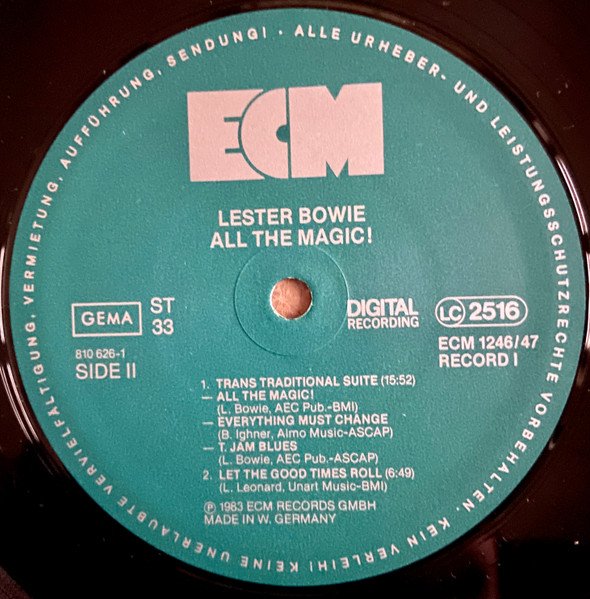 ALLE URHEBER- UND LEISTUNGSSCHUTZRECHTE VORBEHALTEN. KEIN VERLEIH! KEINE UNERLAUBTE VERVIELFÄLTIGUNG, VERMIETUNG, AUFFÜHRUNG, SENDUNG! ·
ECM
LESTER BOWIE
ALL THE MAGIC!
GEMA
ST
33
810 626-1
SIDE II
DIGITAL
RECORDING
LC 2516
ECM 1246/47
RECORD I
1. TRANS TRADITIONAL SUITE (15:52)
— ALL THE MAGIC!
(L. Bowie, AEC Pub.-BMI)
— EVERYTHING MUST CHANGE
(B. Ighner, Almo Music-ASCAP)
— T. JAM BLUES
(L. Bowie, AEC Pub.-ASCAP)
2. LET THE GOOD TIMES ROLL (6:49)
(L. Leonard, Unart Music-BMI)
Ⓟ 1983 ECM RECORDS GMBH
MADE IN W. GERMANY